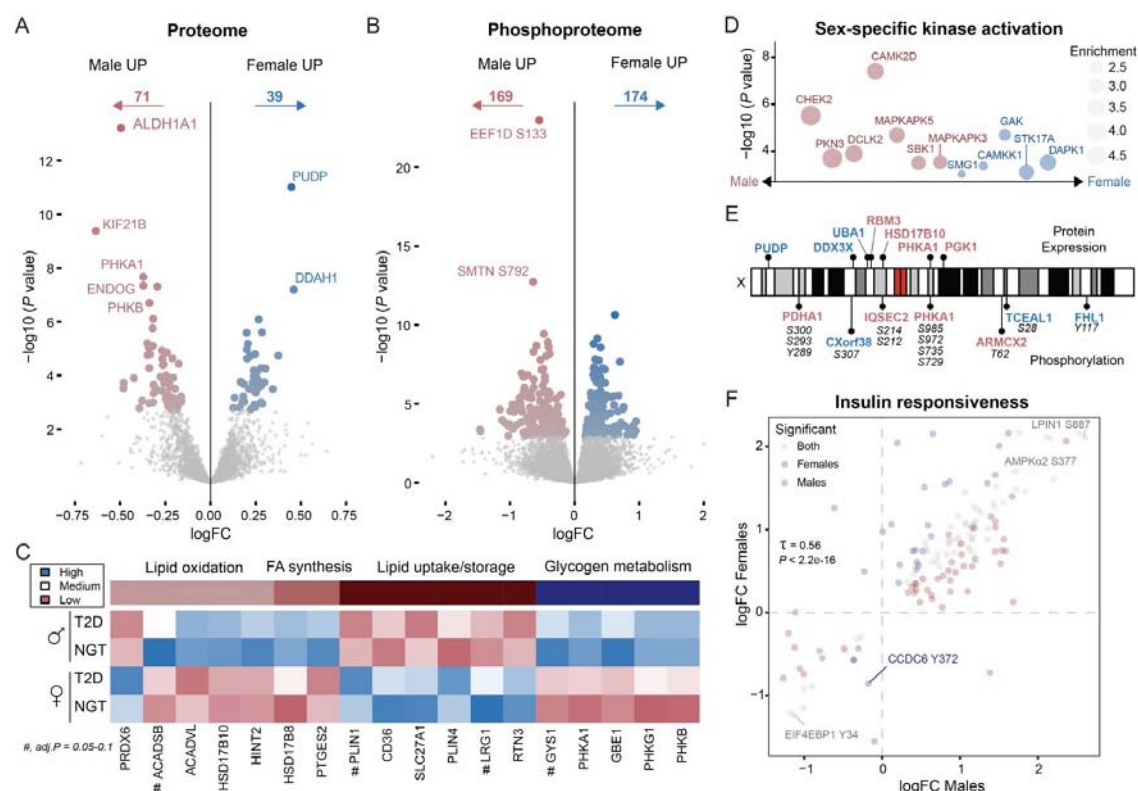 A
Proteome
Male UP
Female UP
71
39
ALDH1A1
PUDP
KIF21B
PHKA1
ENDOG
PHKB
DDAH1
−log10 (P value)
12
10
8
6
4
2
−0.75
−0.50
−0.25
0.00
0.25
0.50
0.75
logFC
B
Phosphoproteome
Male UP
Female UP
169
174
EEF1D S133
SMTN S792
−log10 (P value)
20
15
10
5
0
−2
−1
0
1
2
logFC
C
High
Medium
Low
Lipid oxidation
FA synthesis
Lipid uptake/storage
Glycogen metabolism
♂
T2D
NGT
♀
T2D
NGT
#, adj.P = 0.05-0.1
PRDX6
# ACADSB
ACADVL
HSD17B10
HINT2
HSD17B8
PTGES2
# PLIN1
CD36
SLC27A1
PLIN4
# LRG1
RTN3
# GYS1
PHKA1
GBE1
PHKG1
PHKB
D
Sex-specific kinase activation
−log10 (P value)
8
6
4
CAMK2D
CHEK2
MAPKAPK5
GAK
PKN3
DCLK2
SBK1
MAPKAPK3
STK17A
SMG1
CAMKK1
DAPK1
Male
Female
Enrichment
2.5
3.0
3.5
4.0
4.5
E
RBM3
UBA1
HSD17B10
PUDP
DDX3X
PHKA1
PGK1
Protein
Expression
X
PDHA1
S300
S293
Y289
CXorf38
S307
IQSEC2
S214
S212
PHKA1
S985
S972
S735
S729
ARMCX2
T62
TCEAL1
S28
FHL1
Y117
Phosphorylation
F
Insulin responsiveness
Significant
Both
Females
Males
LPIN1 S887
AMPKα2 S377
τ = 0.56
P < 2.2e-16
CCDC6 Y372
EIF4EBP1 Y34
logFC Females
2
1
0
−1
−1
0
1
2
logFC Males